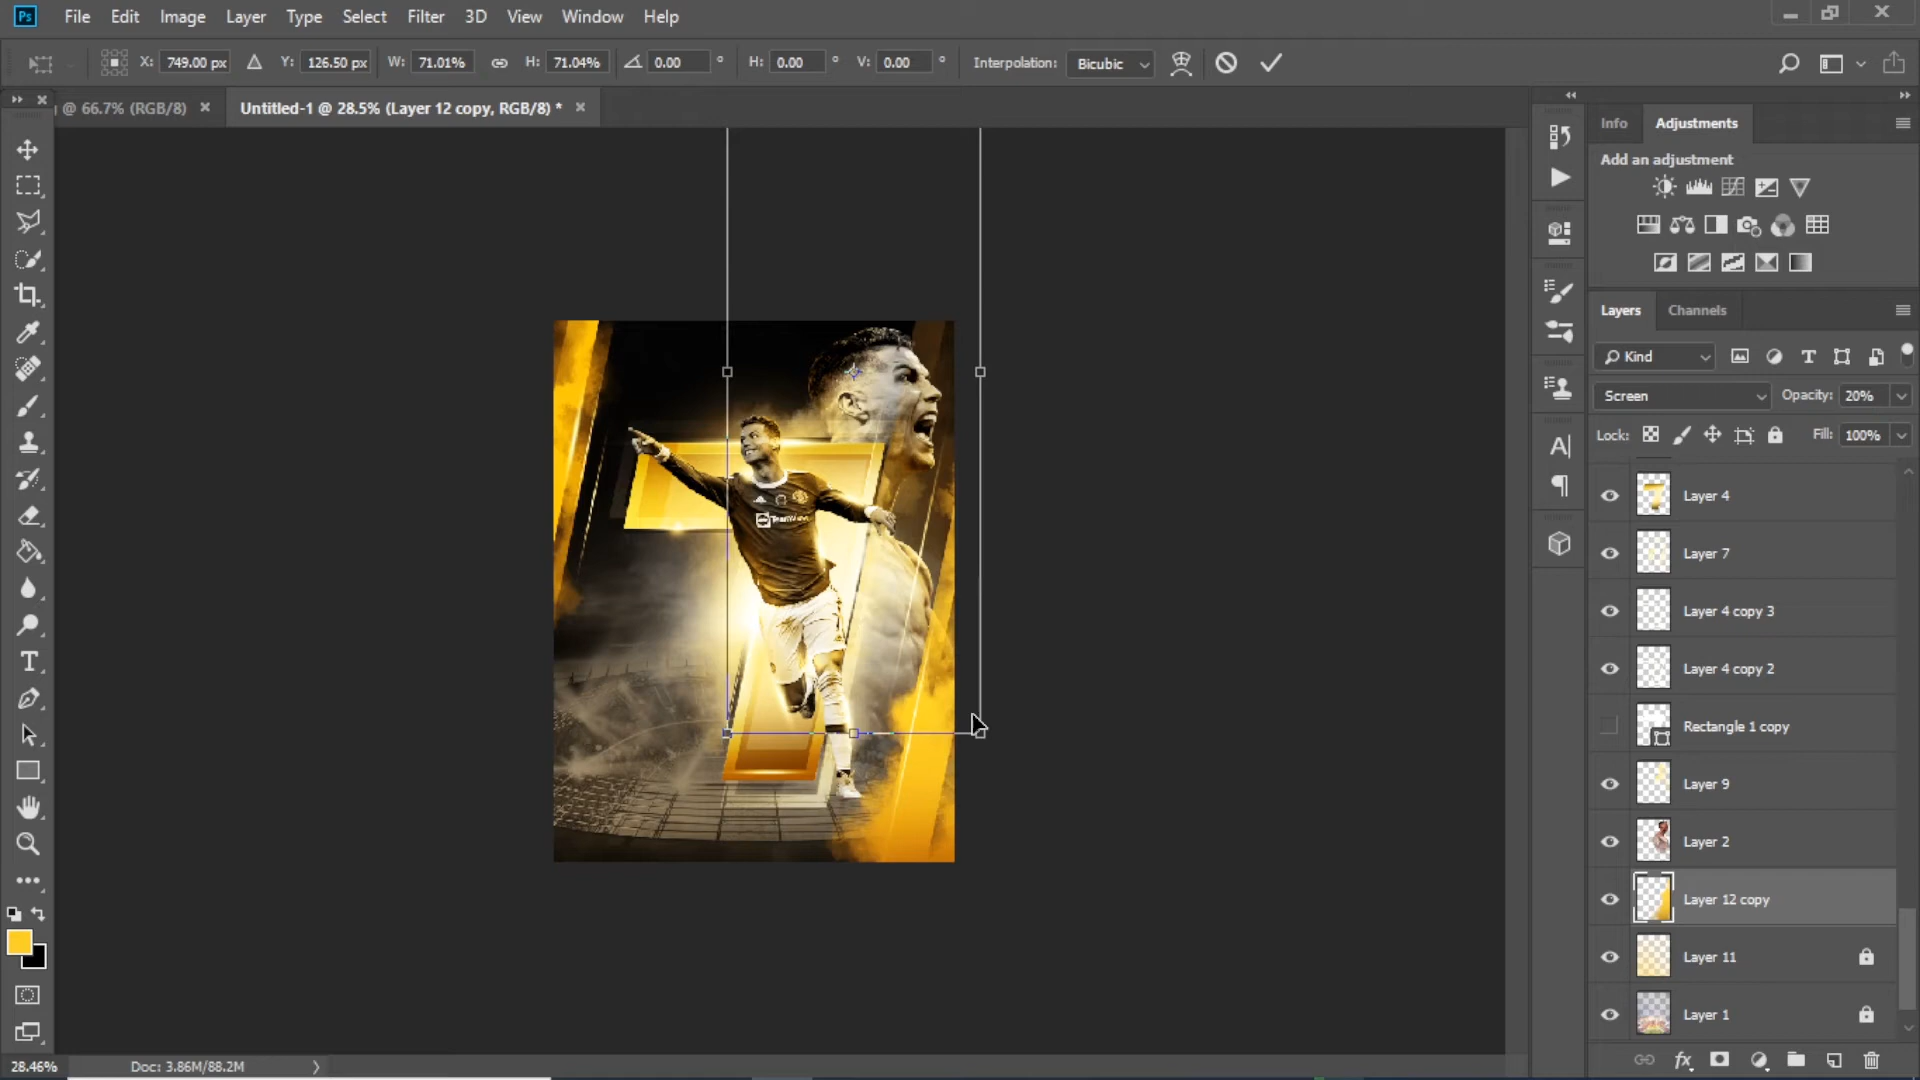 Ps File Edit Image Layer Type Select Filter 3D View Window Help
X: 749.00 px Y: 126.50 px W: 71.01% H: 71.04% 0.00 ° H: 0.00 ° V: 0.00 ° Interpolation: Bicubic
@ 66.7% (RGB/8) × Untitled-1 @ 28.5% (Layer 12 copy, RGB/8) * ×
Info Adjustments
Add an adjustment
Layers Channels
Kind
Screen Opacity: 20%
Lock: Fill: 100%
Layer 4
Layer 7
Layer 4 copy 3
Layer 4 copy 2
Rectangle 1 copy
Layer 9
Layer 2
Layer 12 copy
Layer 11
Layer 1
28.46% Doc: 3.86M/88.2M